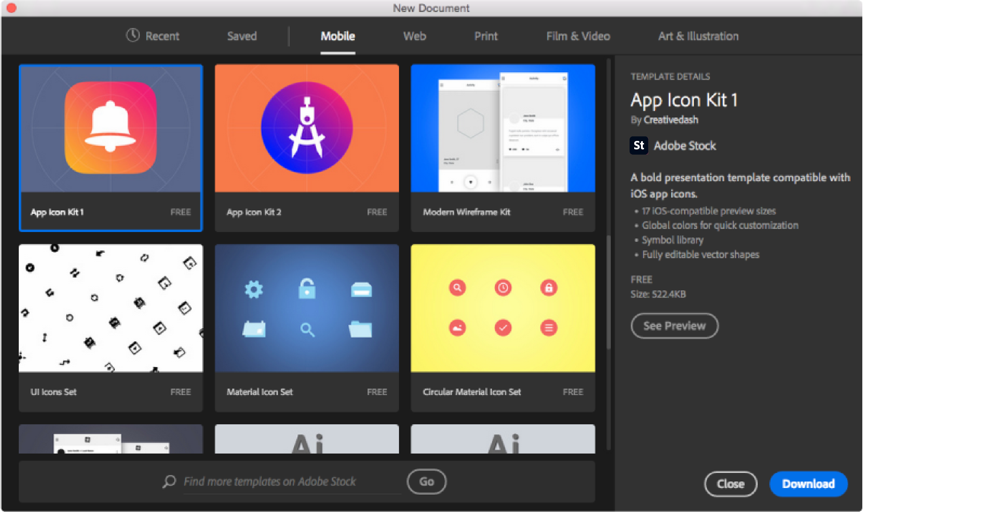 New Document
Recent
Saved
Mobile
Web
Print
Film & Video
Art & Illustration
App Icon Kit 1
FREE
App Icon Kit 2
FREE
Modern Wireframe Kit
FREE
UI Icons Set
FREE
Material Icon Set
FREE
Circular Material Icon Set
FREE
Ai
Ai
Find more templates on Adobe Stock
Go
TEMPLATE DETAILS
App Icon Kit 1
By Creativedash
St Adobe Stock
A bold presentation template compatible with
iOS app icons.
• 17 iOS-compatible preview sizes
• Global colors for quick customization
• Symbol library
• Fully editable vector shapes
FREE
Size: 522.4KB
See Preview
Close
Download